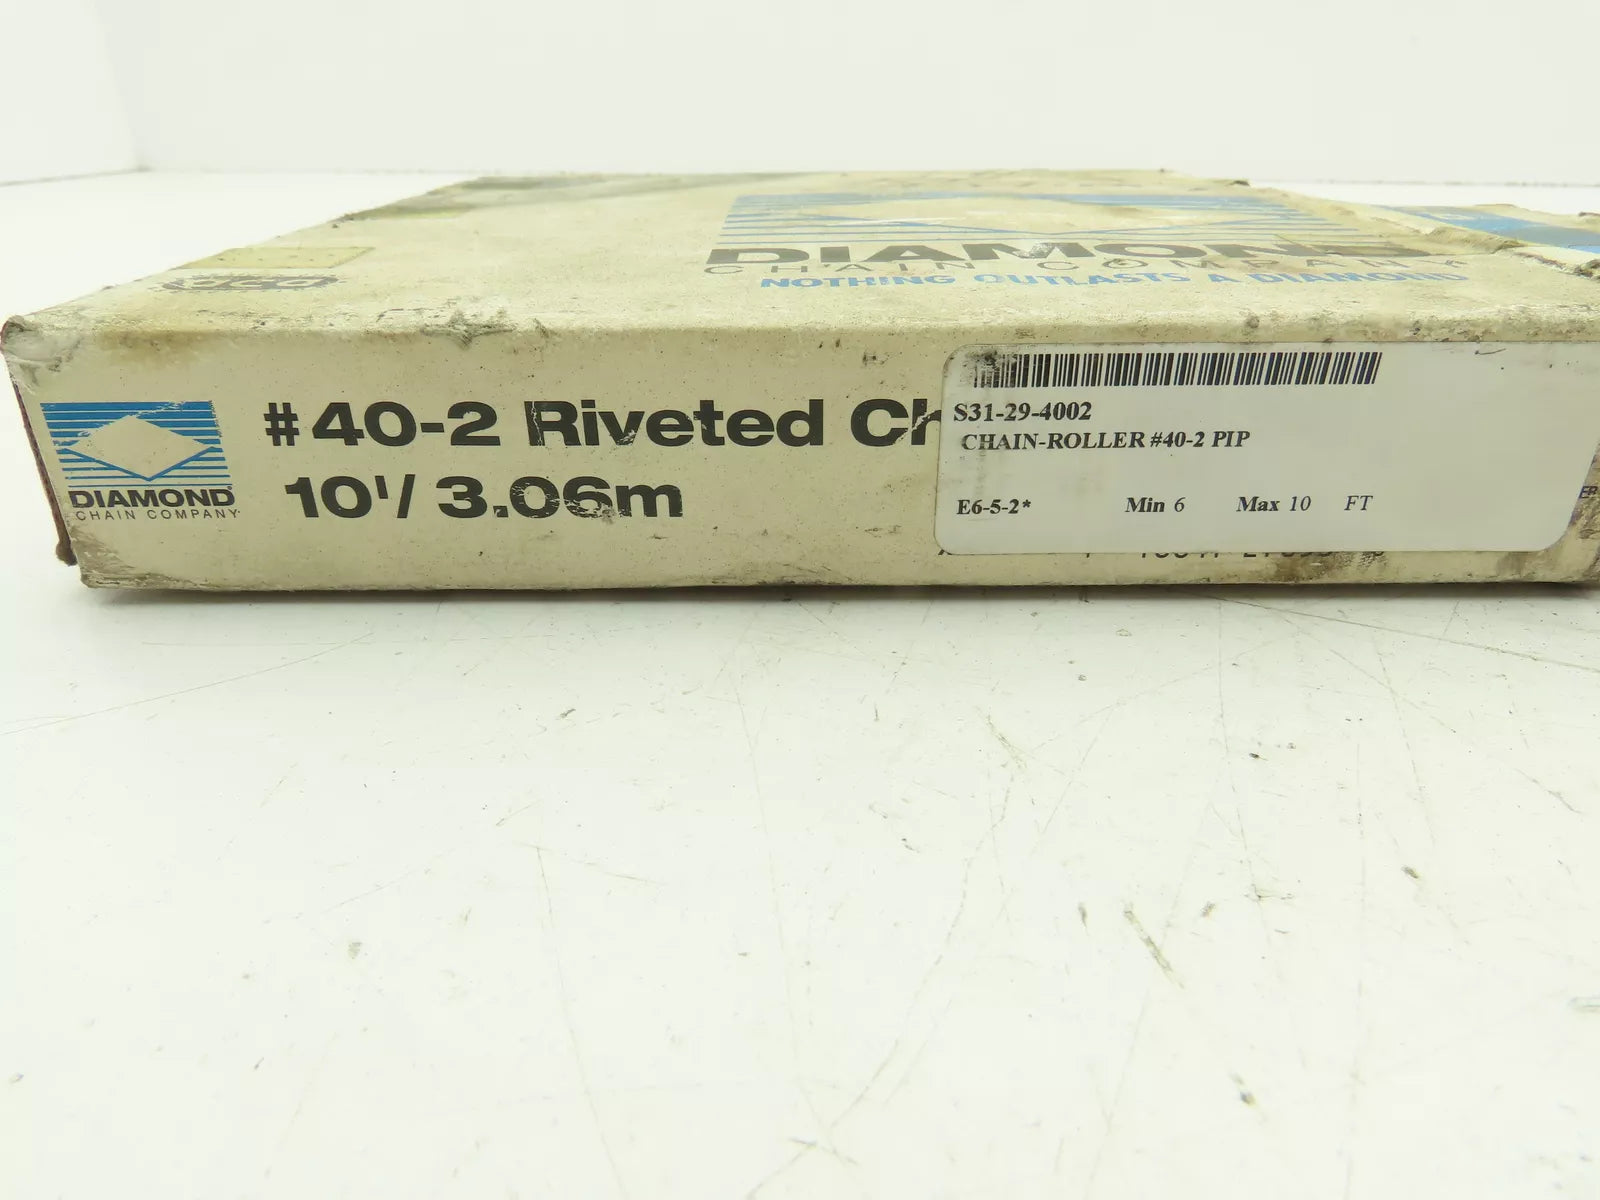 DIAMOND
CHAIN COMPANY
NOTHING OUTLASTS A DIAMOND
#40-2 Riveted Ch
10'/ 3.06m
DIAMOND
CHAIN COMPANY
S31-29-4002
CHAIN-ROLLER #40-2 PIP
E6-5-2* Min 6 Max 10 FT